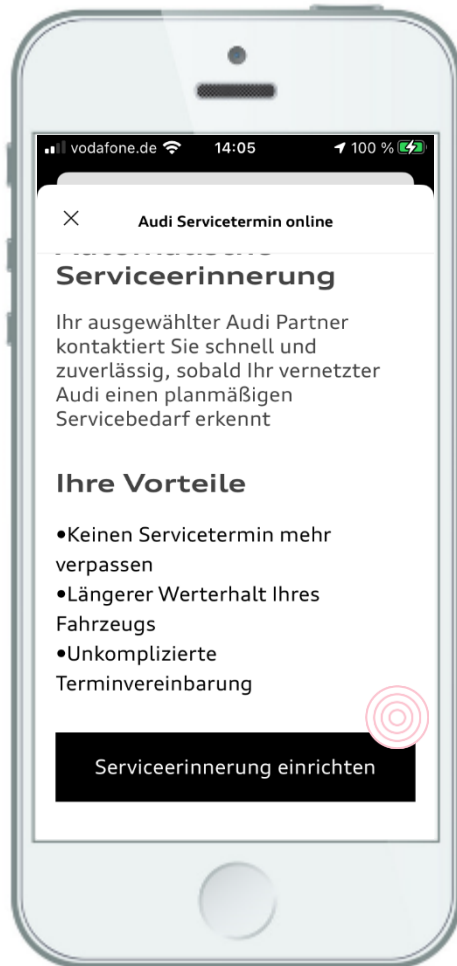 vodafone.de 14:05 100 %
Audi Servicetermin online
Automatische
Serviceerinnerung
Ihr ausgewählter Audi Partner
kontaktiert Sie schnell und
zuverlässig, sobald Ihr vernetzter
Audi einen planmäßigen
Servicebedarf erkennt
Ihre Vorteile
•Keinen Servicetermin mehr
verpassen
•Längerer Werterhalt Ihres
Fahrzeugs
•Unkomplizierte
Terminvereinbarung
Serviceerinnerung einrichten